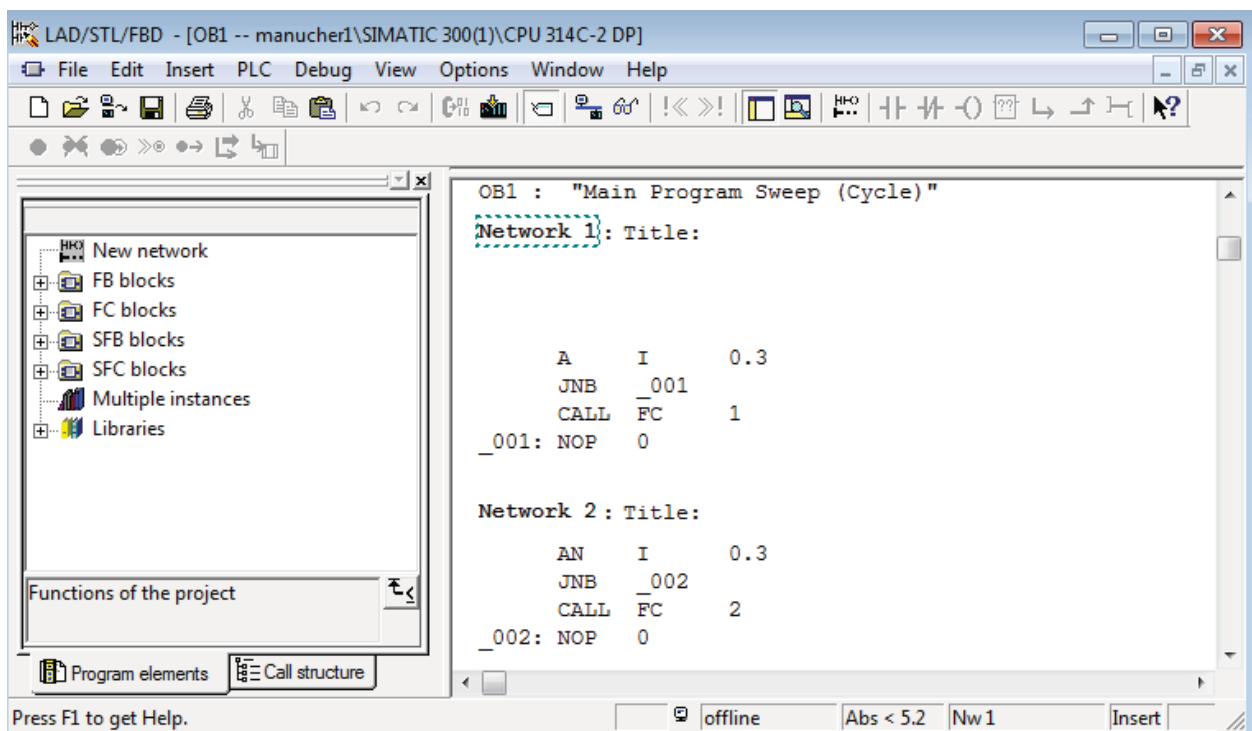 LAD/STL/FBD - [OB1 -- manucher1\SIMATIC 300(1)\CPU 314C-2 DP]
File Edit Insert PLC Debug View Options Window Help
New network
FB blocks
FC blocks
SFB blocks
SFC blocks
Multiple instances
Libraries
Functions of the project
Program elements Call structure
OB1 : "Main Program Sweep (Cycle)"
Network 1: Title:
A I 0.3
JNB _001
CALL FC 1
_001: NOP 0
Network 2: Title:
AN I 0.3
JNB _002
CALL FC 2
_002: NOP 0
Press F1 to get Help. offline Abs < 5.2 Nw 1 Insert